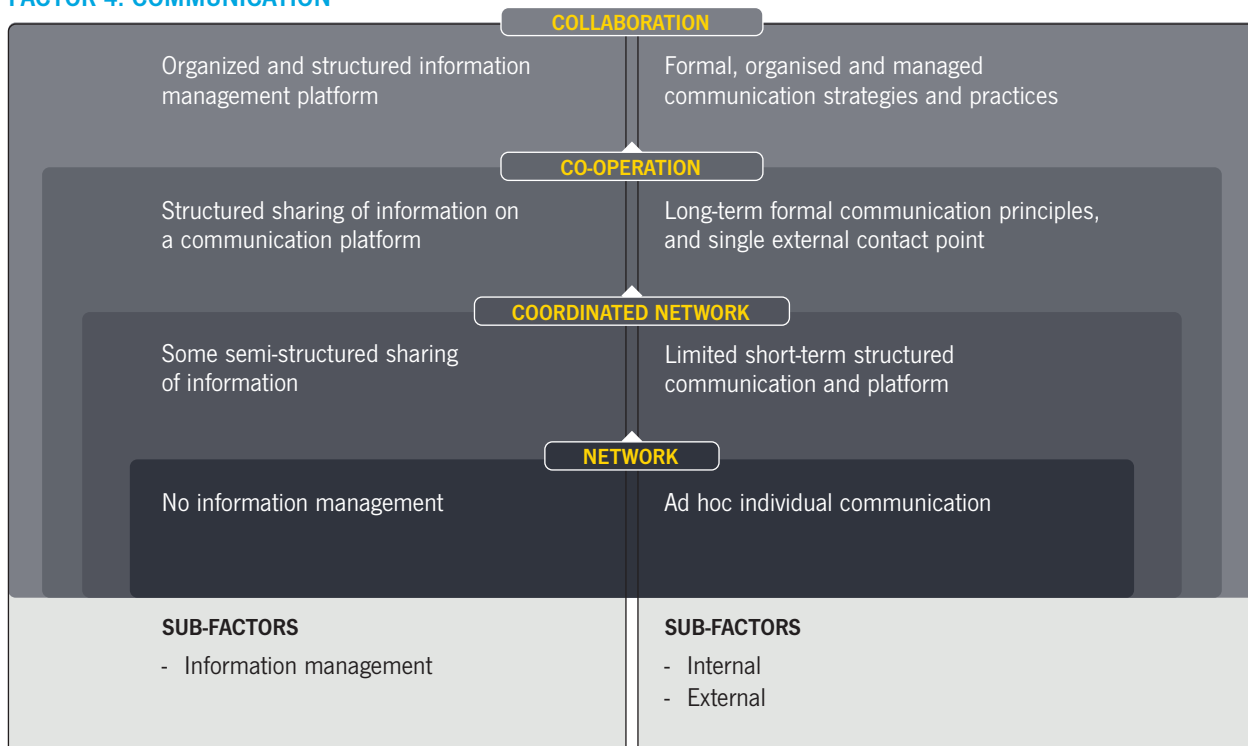 FACTOR 4: COMMUNICATION
COLLABORATION
Organized and structured information
management platform
Formal, organised and managed
communication strategies and practices
CO-OPERATION
Structured sharing of information on
a communication platform
Long-term formal communication principles,
and single external contact point
COORDINATED NETWORK
Some semi-structured sharing
of information
Limited short-term structured
communication and platform
NETWORK
No information management
Ad hoc individual communication
SUB-FACTORS
- Information management
SUB-FACTORS
- Internal
- External